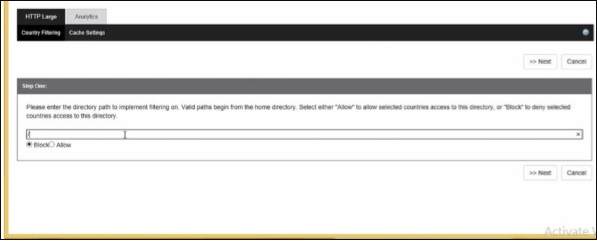 HTTP Large Analytics
Country Filtering Cache Settings
>> Next Cancel
Step One:
Please enter the directory path to implement filtering on. Valid paths begin from the home directory. Select either "Allow" to allow selected countries access to this directory, or "Block" to deny selected
countries access to this directory.
/
Block Allow
>> Next Cancel
Activate